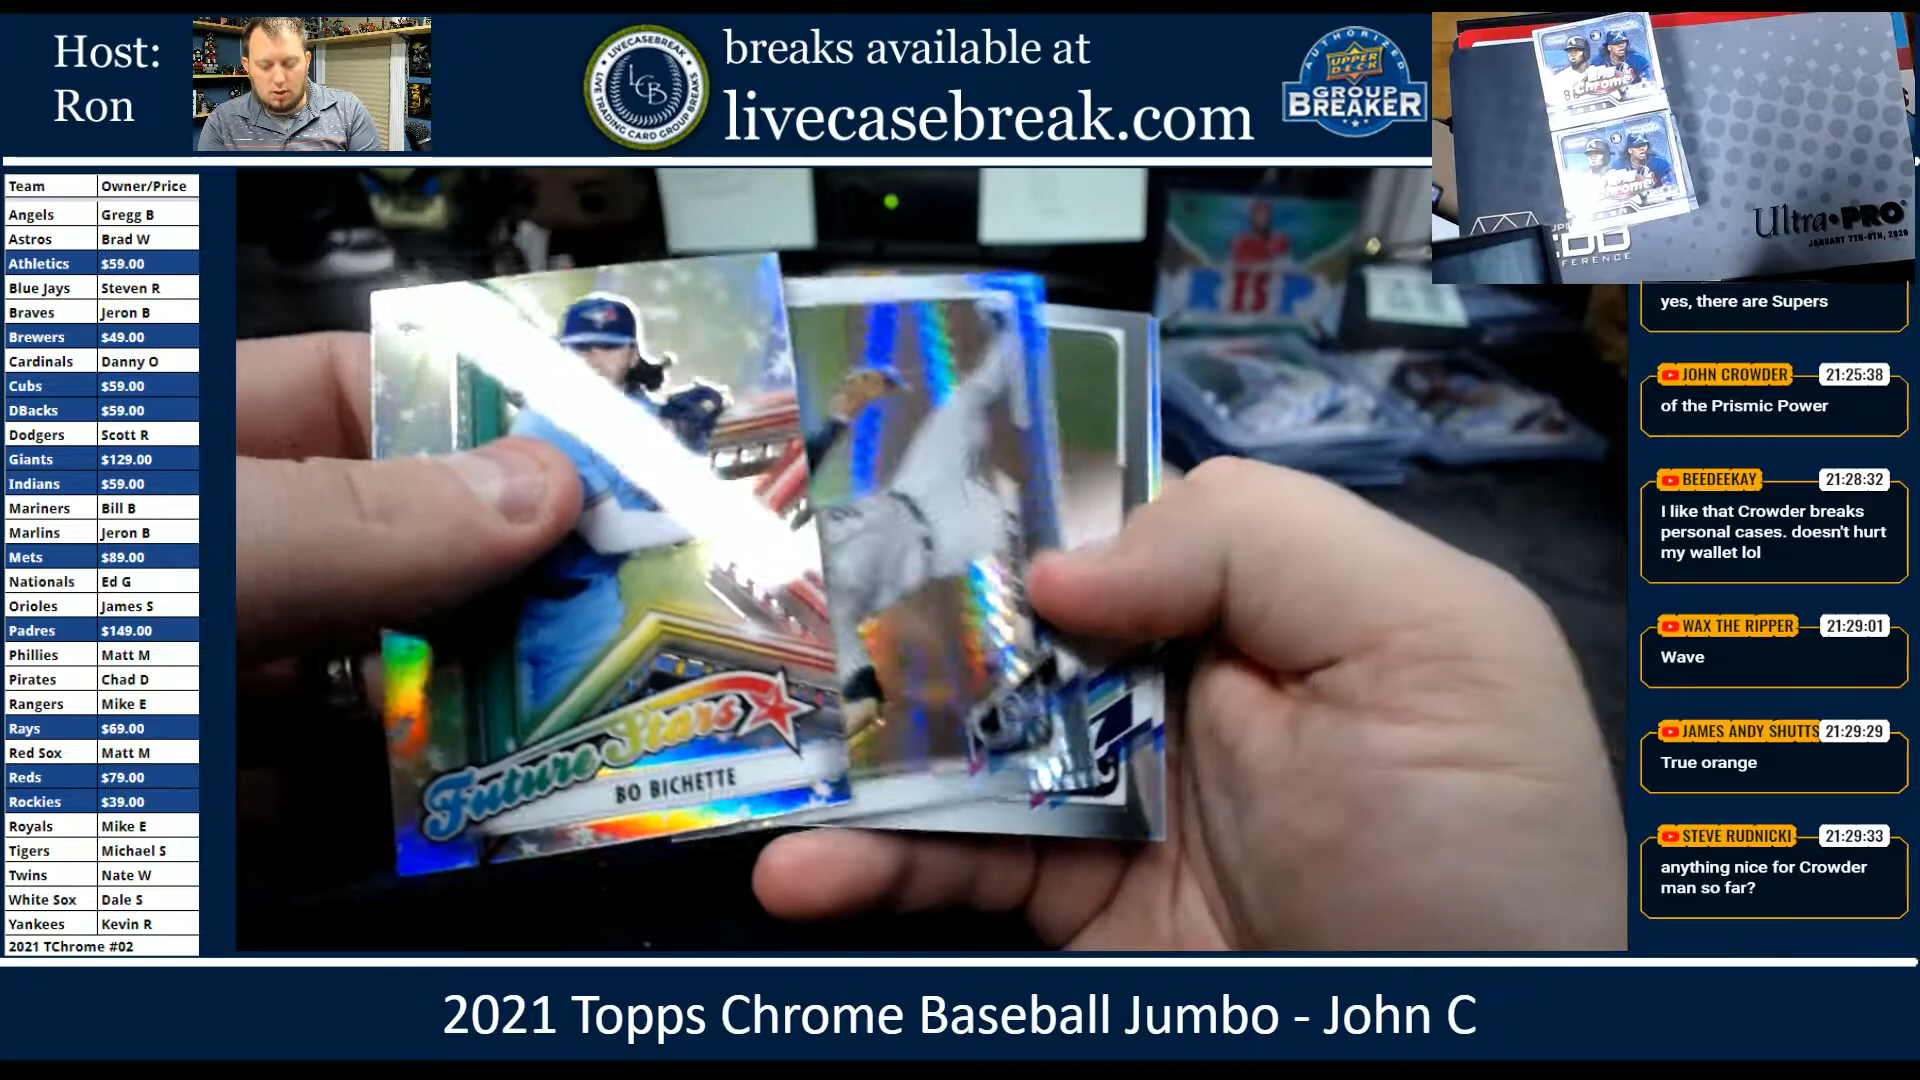 Host:
Ron
LIVECASEBREAK
LCB
LIVE TRADING CARD GROUP BREAKS
breaks available at
livecasebreak.com
AUTHORIZED
UPPER DECK
GROUP
BREAKER
Chrome
Chrome
Ultra•PRO®
JANUARY 7TH-8TH, 2020
Team Owner/Price
Angels Gregg B
Astros Brad W
Athletics $59.00
Blue Jays Steven R
Braves Jeron B
Brewers $49.00
Cardinals Danny O
Cubs $59.00
DBacks $59.00
Dodgers Scott R
Giants $129.00
Indians $59.00
Mariners Bill B
Marlins Jeron B
Mets $89.00
Nationals Ed G
Orioles James S
Padres $149.00
Phillies Matt M
Pirates Chad D
Rangers Mike E
Rays $69.00
Red Sox Matt M
Reds $79.00
Rockies $39.00
Royals Mike E
Tigers Michael S
Twins Nate W
White Sox Dale S
Yankees Kevin R
2021 TChrome #02
RISP
Future Stars
BO BICHETTE
yes, there are Supers
JOHN CROWDER 21:25:38
of the Prismic Power
BEEDEEKAY 21:28:32
I like that Crowder breaks
personal cases. doesn't hurt
my wallet lol
WAX THE RIPPER 21:29:01
Wave
JAMES ANDY SHUTTS 21:29:29
True orange
STEVE RUDNICKI 21:29:33
anything nice for Crowder
man so far?
2021 Topps Chrome Baseball Jumbo - John C